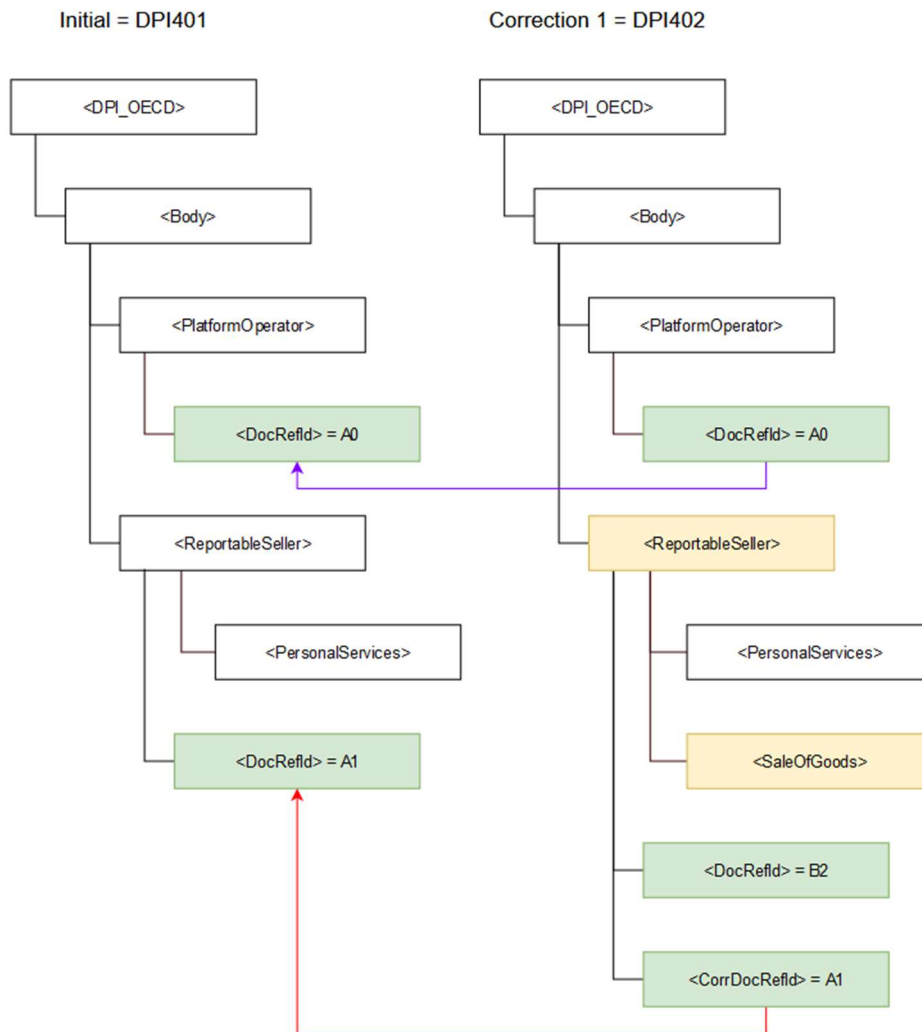 Initial = DPI401
Correction 1 = DPI402
<DPI_OECD>
<DPI_OECD>
<Body>
<Body>
<PlatformOperator>
<PlatformOperator>
<DocRefId> = A0
<DocRefId> = A0
<ReportableSeller>
<ReportableSeller>
<PersonalServices>
<PersonalServices>
<DocRefId> = A1
<SaleOfGoods>
<DocRefId> = B2
<CorrDocRefId> = A1